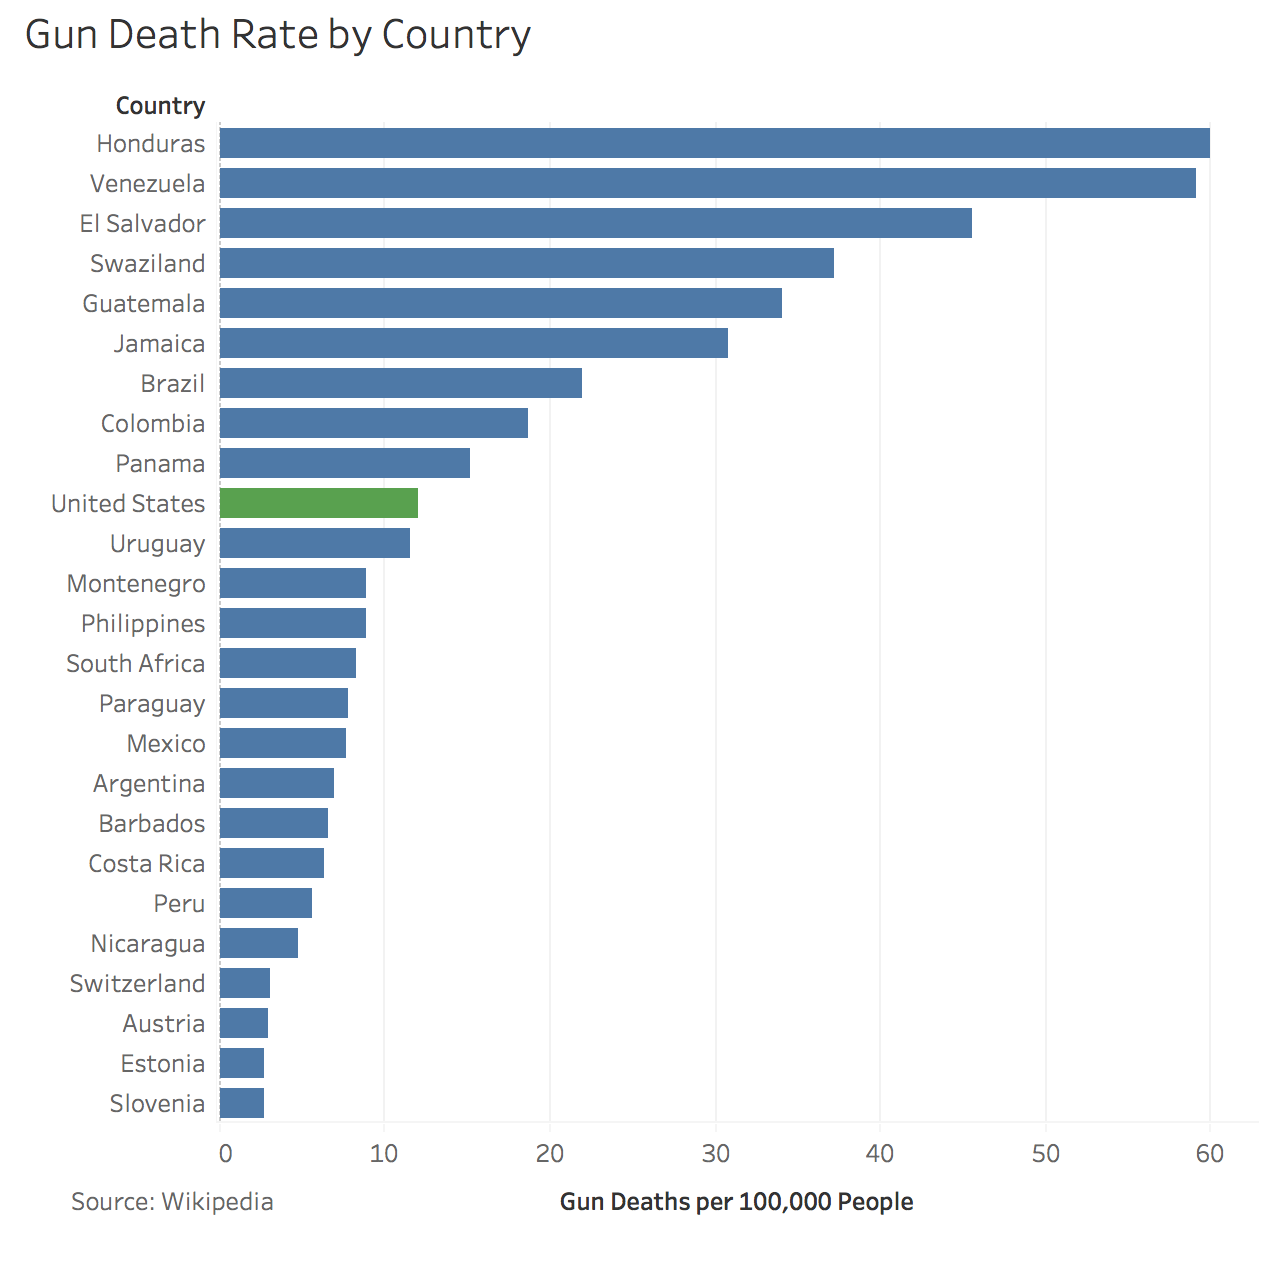 Gun Death Rate by Country
Country
Honduras
Venezuela
El Salvador
Swaziland
Guatemala
Jamaica
Brazil
Colombia
Panama
United States
Uruguay
Montenegro
Philippines
South Africa
Paraguay
Mexico
Argentina
Barbados
Costa Rica
Peru
Nicaragua
Switzerland
Austria
Estonia
Slovenia
0 10 20 30 40 50 60
Source: Wikipedia Gun Deaths per 100,000 People